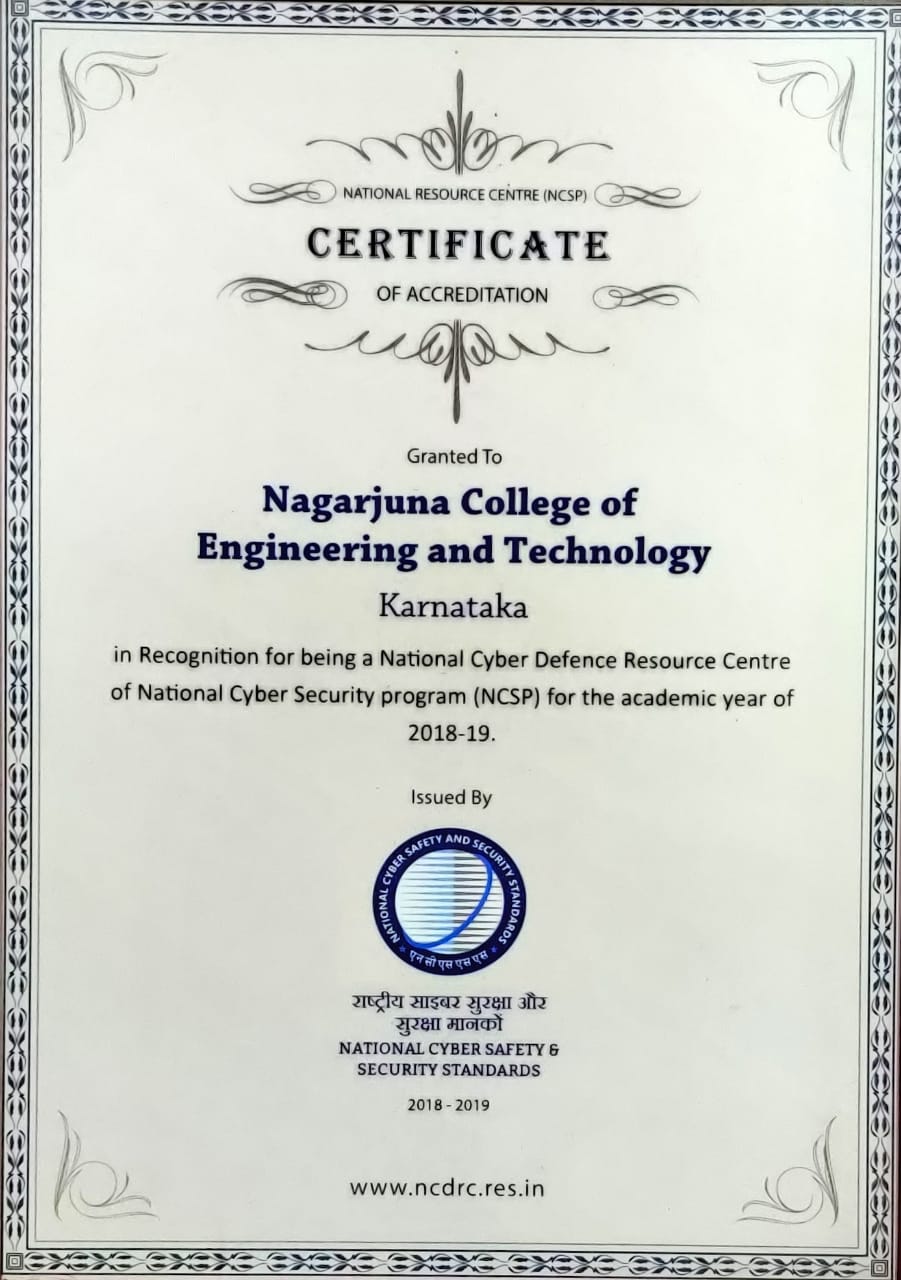 NATIONAL RESOURCE CENTRE (NCSP)
CERTIFICATE
OF ACCREDITATION
Granted To
Nagarjuna College of
Engineering and Technology
Karnataka
in Recognition for being a National Cyber Defence Resource Centre
of National Cyber Security program (NCSP) for the academic year of
2018-19.
Issued By
NATIONAL CYBER SAFETY AND SECURITY STANDARDS
एन सी एस एस एस
राष्ट्रीय साइबर सुरक्षा और
सुरक्षा मानकों
NATIONAL CYBER SAFETY &
SECURITY STANDARDS
2018 - 2019
www.ncdrc.res.in